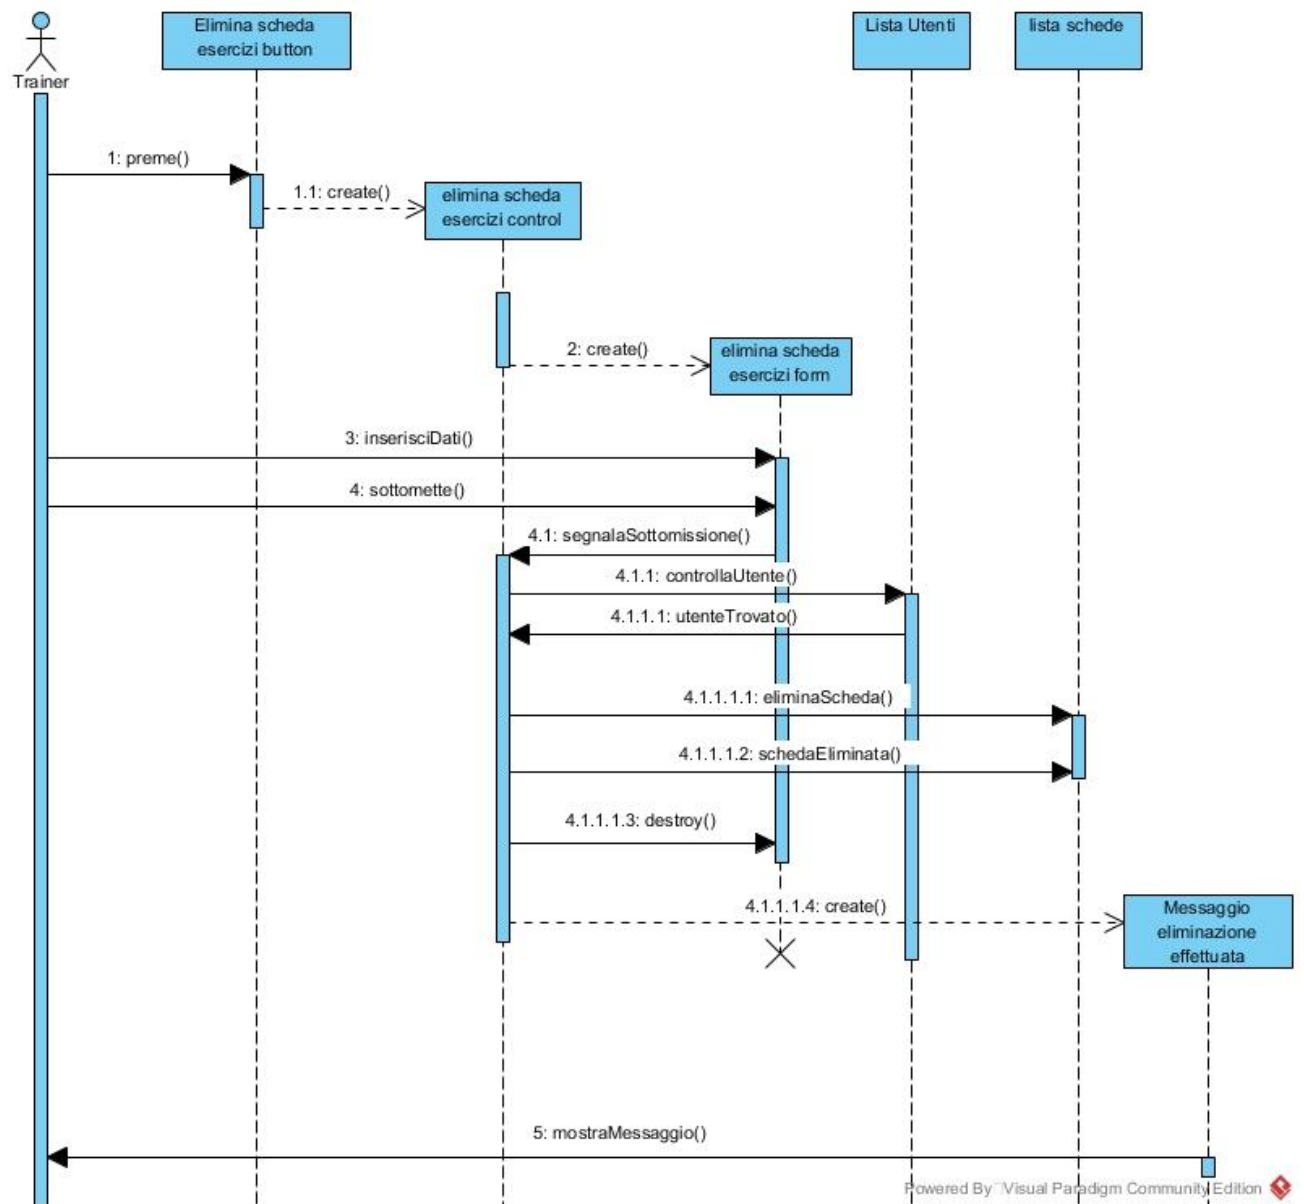 Elimina scheda
esercizi button
Lista Utenti
lista schede
Trainer
1: preme()
1.1: create()
elimina scheda
esercizi control
2: create()
elimina scheda
esercizi form
3: inserisciDati()
4: sottomette()
4.1: segnalaSottomissione()
4.1.1: controllaUtente()
4.1.1.1: utenteTrovato()
4.1.1.1.1: eliminaScheda()
4.1.1.1.2: schedaEliminata()
4.1.1.1.3: destroy()
4.1.1.1.4: create()
Messaggio
eliminazione
effettuata
5: mostraMessaggio()
Powered By Visual Paradigm Community Edition